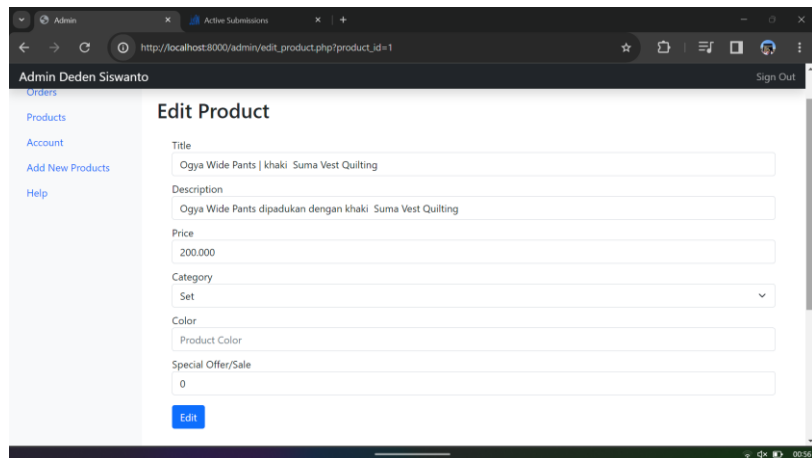 Admin
Active Submissions
http://localhost:8000/admin/edit_product.php?product_id=1
Admin Deden Siswanto
Sign Out
Orders
Products
Account
Add New Products
Help
Edit Product
Title
Ogya Wide Pants | khaki  Suma Vest Quilting
Description
Ogya Wide Pants dipadukan dengan khaki  Suma Vest Quilting
Price
200.000
Category
Set
Color
Product Color
Special Offer/Sale
0
Edit
00:56